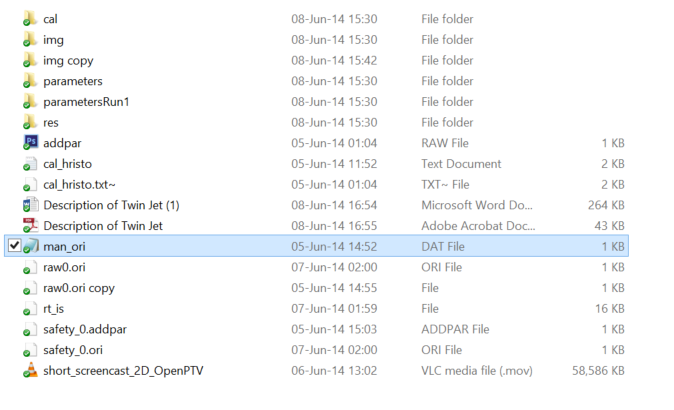 cal 08-Jun-14 15:30 File folder
img 08-Jun-14 15:30 File folder
img copy 08-Jun-14 15:42 File folder
parameters 08-Jun-14 15:30 File folder
parametersRun1 08-Jun-14 15:30 File folder
res 08-Jun-14 15:30 File folder
addpar 05-Jun-14 01:04 RAW File 1 KB
cal_hristo 05-Jun-14 11:52 Text Document 2 KB
cal_hristo.txt~ 05-Jun-14 01:04 TXT~ File 2 KB
Description of Twin Jet (1) 08-Jun-14 16:54 Microsoft Word Do... 264 KB
Description of Twin Jet 08-Jun-14 16:55 Adobe Acrobat Doc... 43 KB
man_ori 05-Jun-14 14:52 DAT File 1 KB
raw0.ori 07-Jun-14 02:00 ORI File 1 KB
raw0.ori copy 05-Jun-14 14:55 File 1 KB
rt_is 07-Jun-14 01:59 File 16 KB
safety_0.addpar 05-Jun-14 15:03 ADDPAR File 1 KB
safety_0.ori 07-Jun-14 02:00 ORI File 1 KB
short_screencast_2D_OpenPTV 06-Jun-14 13:02 VLC media file (.mov) 58,586 KB